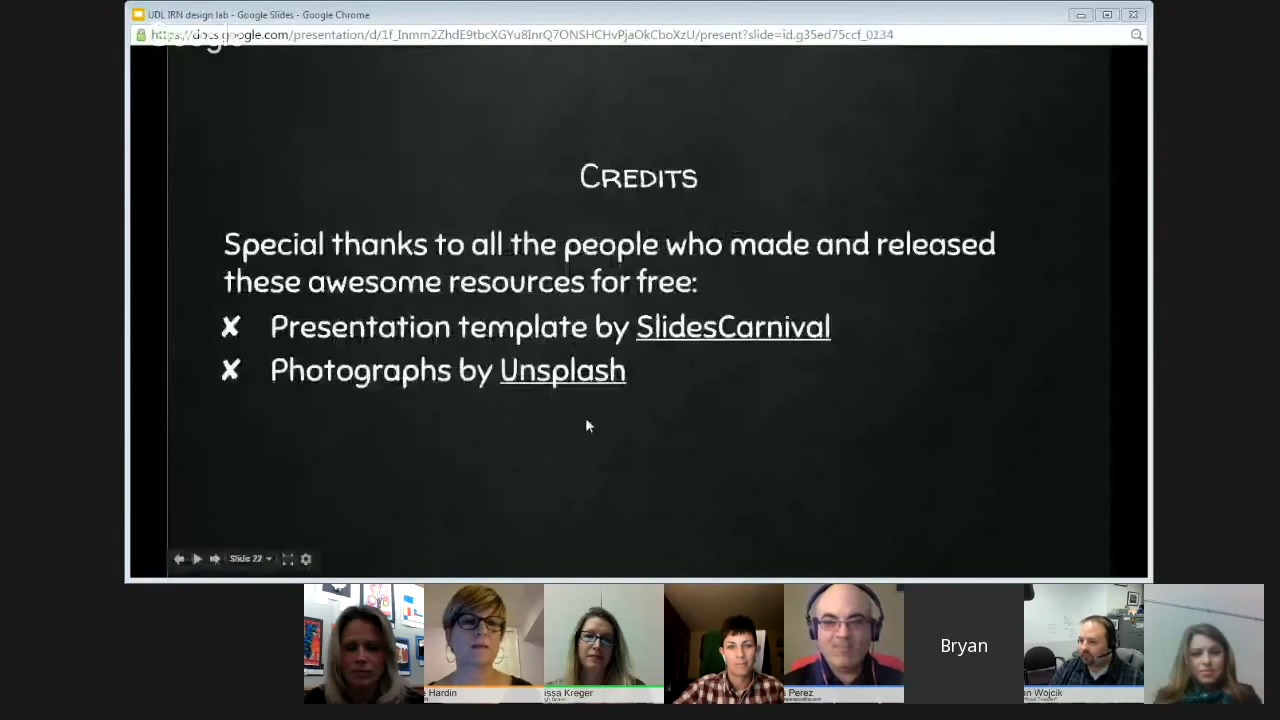 UDL IRN design lab - Google Slides - Google Chrome
Google
https://docs.google.com/presentation/d/1f_Inmm2ZhdE9tbcXGYu8InrQ7ONSHCHvPjaOkCboXzU/present?slide=id.g35ed75ccf_0234
Credits
Special thanks to all the people who made and released
these awesome resources for free:
✘ Presentation template by SlidesCarnival
✘ Photographs by Unsplash
Slide 22
Bryan
Hardin
issa Kreger
Perez
n Wojcik